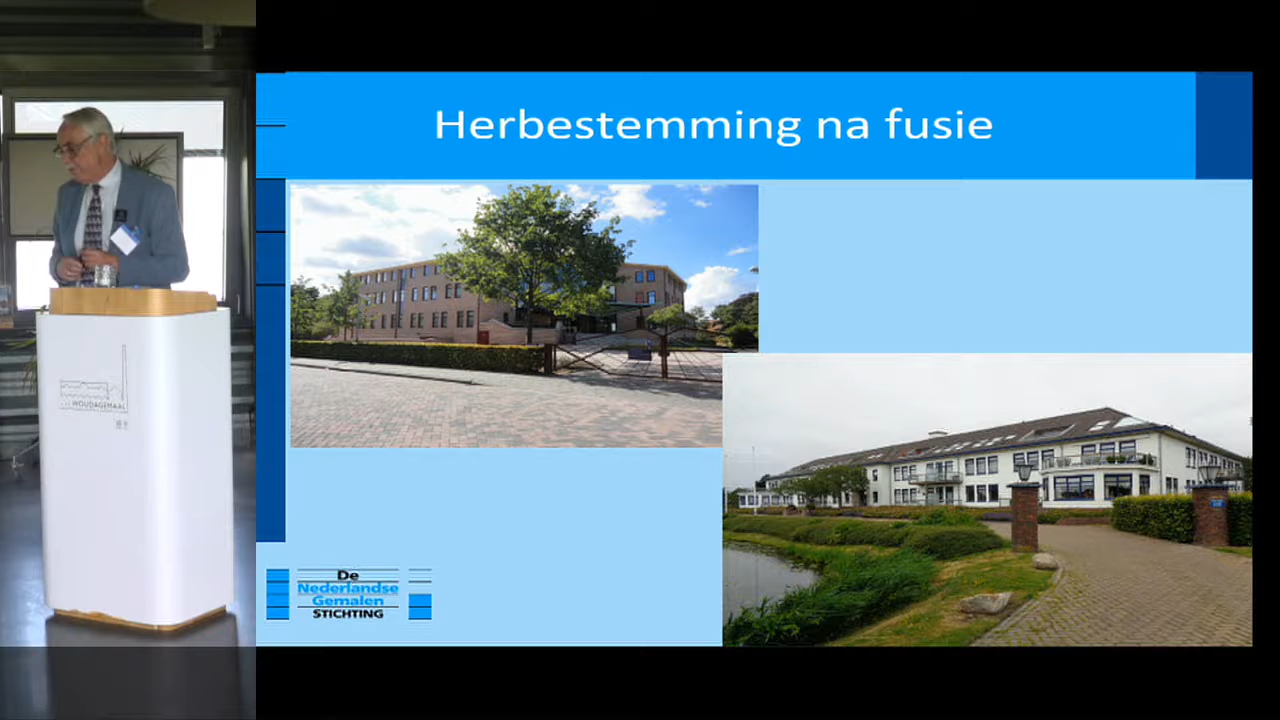 Herbestemming na fusie
WOUDAGEMAAL
De
Nederlandse
Gemalen
STICHTING